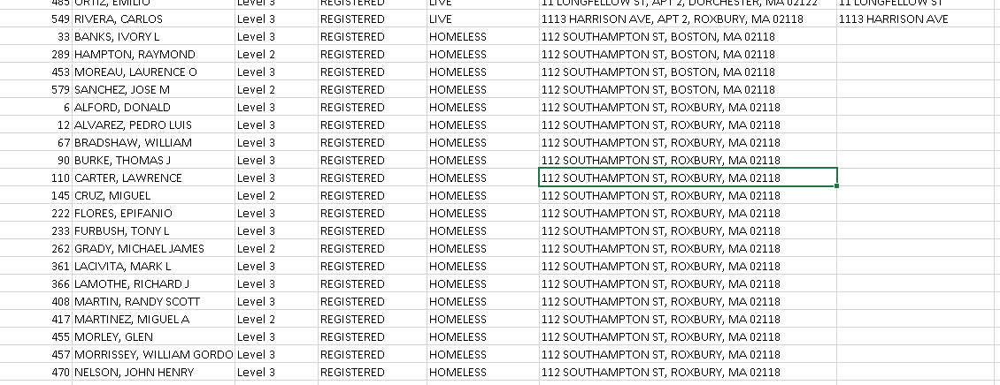 485 ORTIZ, EMILIO Level 3 REGISTERED LIVE 11 LONGFELLOW ST, APT 2, DORCHESTER, MA 02122 11 LONGFELLOW ST
549 RIVERA, CARLOS Level 3 REGISTERED LIVE 1113 HARRISON AVE, APT 2, ROXBURY, MA 02118 1113 HARRISON AVE
33 BANKS, IVORY L Level 3 REGISTERED HOMELESS 112 SOUTHAMPTON ST, BOSTON, MA 02118
289 HAMPTON, RAYMOND Level 2 REGISTERED HOMELESS 112 SOUTHAMPTON ST, BOSTON, MA 02118
453 MOREAU, LAURENCE O Level 3 REGISTERED HOMELESS 112 SOUTHAMPTON ST, BOSTON, MA 02118
579 SANCHEZ, JOSE M Level 2 REGISTERED HOMELESS 112 SOUTHAMPTON ST, BOSTON, MA 02118
6 ALFORD, DONALD Level 3 REGISTERED HOMELESS 112 SOUTHAMPTON ST, ROXBURY, MA 02118
12 ALVAREZ, PEDRO LUIS Level 3 REGISTERED HOMELESS 112 SOUTHAMPTON ST, ROXBURY, MA 02118
67 BRADSHAW, WILLIAM Level 3 REGISTERED HOMELESS 112 SOUTHAMPTON ST, ROXBURY, MA 02118
90 BURKE, THOMAS J Level 3 REGISTERED HOMELESS 112 SOUTHAMPTON ST, ROXBURY, MA 02118
110 CARTER, LAWRENCE Level 3 REGISTERED HOMELESS 112 SOUTHAMPTON ST, ROXBURY, MA 02118
145 CRUZ, MIGUEL Level 2 REGISTERED HOMELESS 112 SOUTHAMPTON ST, ROXBURY, MA 02118
222 FLORES, EPIFANIO Level 3 REGISTERED HOMELESS 112 SOUTHAMPTON ST, ROXBURY, MA 02118
233 FURBUSH, TONY L Level 3 REGISTERED HOMELESS 112 SOUTHAMPTON ST, ROXBURY, MA 02118
262 GRADY, MICHAEL JAMES Level 2 REGISTERED HOMELESS 112 SOUTHAMPTON ST, ROXBURY, MA 02118
361 LACIVITA, MARK L Level 3 REGISTERED HOMELESS 112 SOUTHAMPTON ST, ROXBURY, MA 02118
366 LAMOTHE, RICHARD J Level 3 REGISTERED HOMELESS 112 SOUTHAMPTON ST, ROXBURY, MA 02118
408 MARTIN, RANDY SCOTT Level 3 REGISTERED HOMELESS 112 SOUTHAMPTON ST, ROXBURY, MA 02118
417 MARTINEZ, MIGUEL A Level 2 REGISTERED HOMELESS 112 SOUTHAMPTON ST, ROXBURY, MA 02118
455 MORLEY, GLEN Level 3 REGISTERED HOMELESS 112 SOUTHAMPTON ST, ROXBURY, MA 02118
457 MORRISSEY, WILLIAM GORDO Level 3 REGISTERED HOMELESS 112 SOUTHAMPTON ST, ROXBURY, MA 02118
470 NELSON, JOHN HENRY Level 3 REGISTERED HOMELESS 112 SOUTHAMPTON ST, ROXBURY, MA 02118